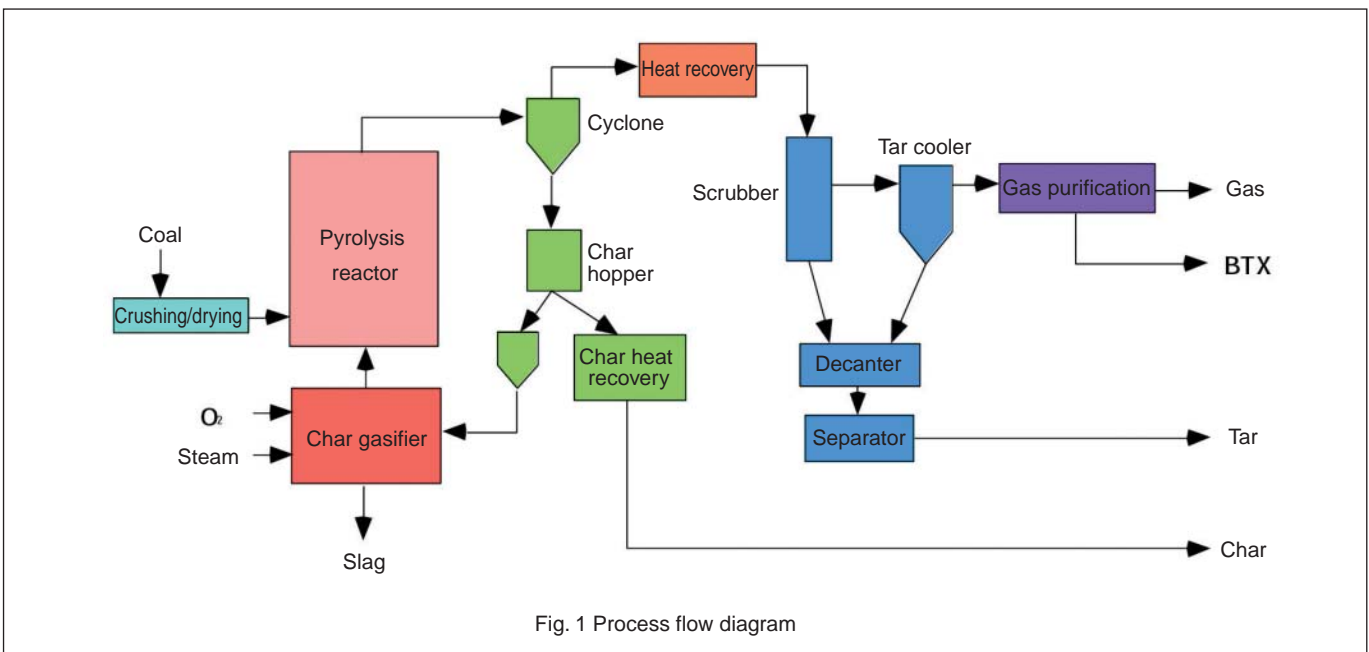 Heat recovery
Cyclone
Tar cooler
Scrubber
Gas purification
Gas
Coal
Pyrolysis
reactor
Char
hopper
BTX
Crushing/drying
Char heat
recovery
Decanter
O₂
Steam
Char gasifier
Separator
Tar
Slag
Char
Fig. 1 Process flow diagram